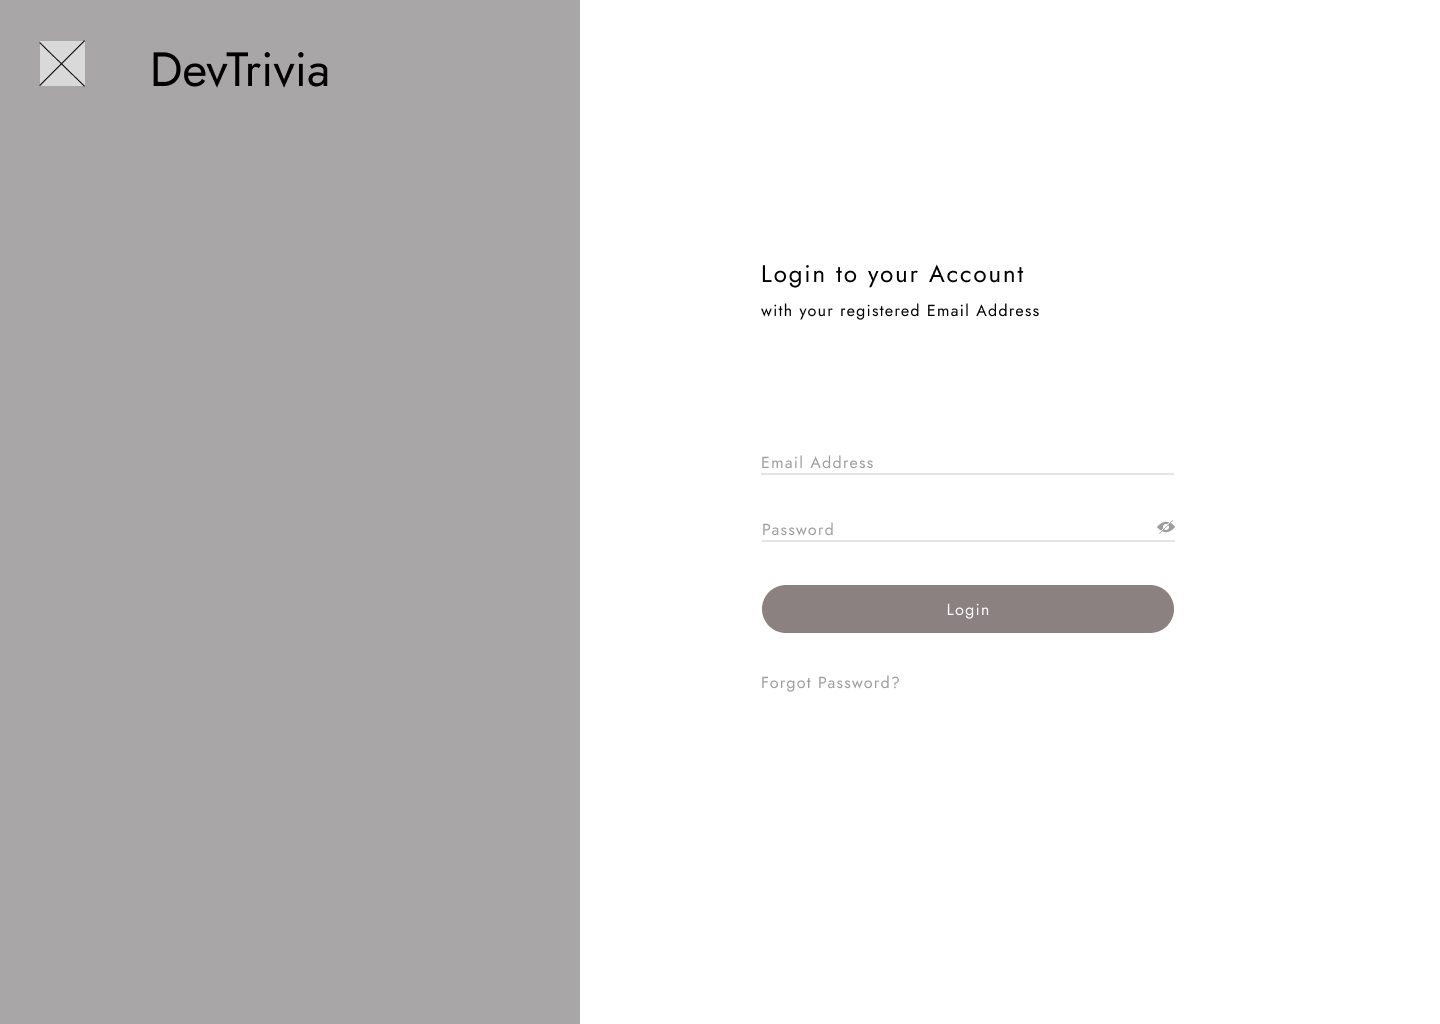 DevTrivia
Login to your Account
with your registered Email Address
Email Address
Password
Login
Forgot Password?